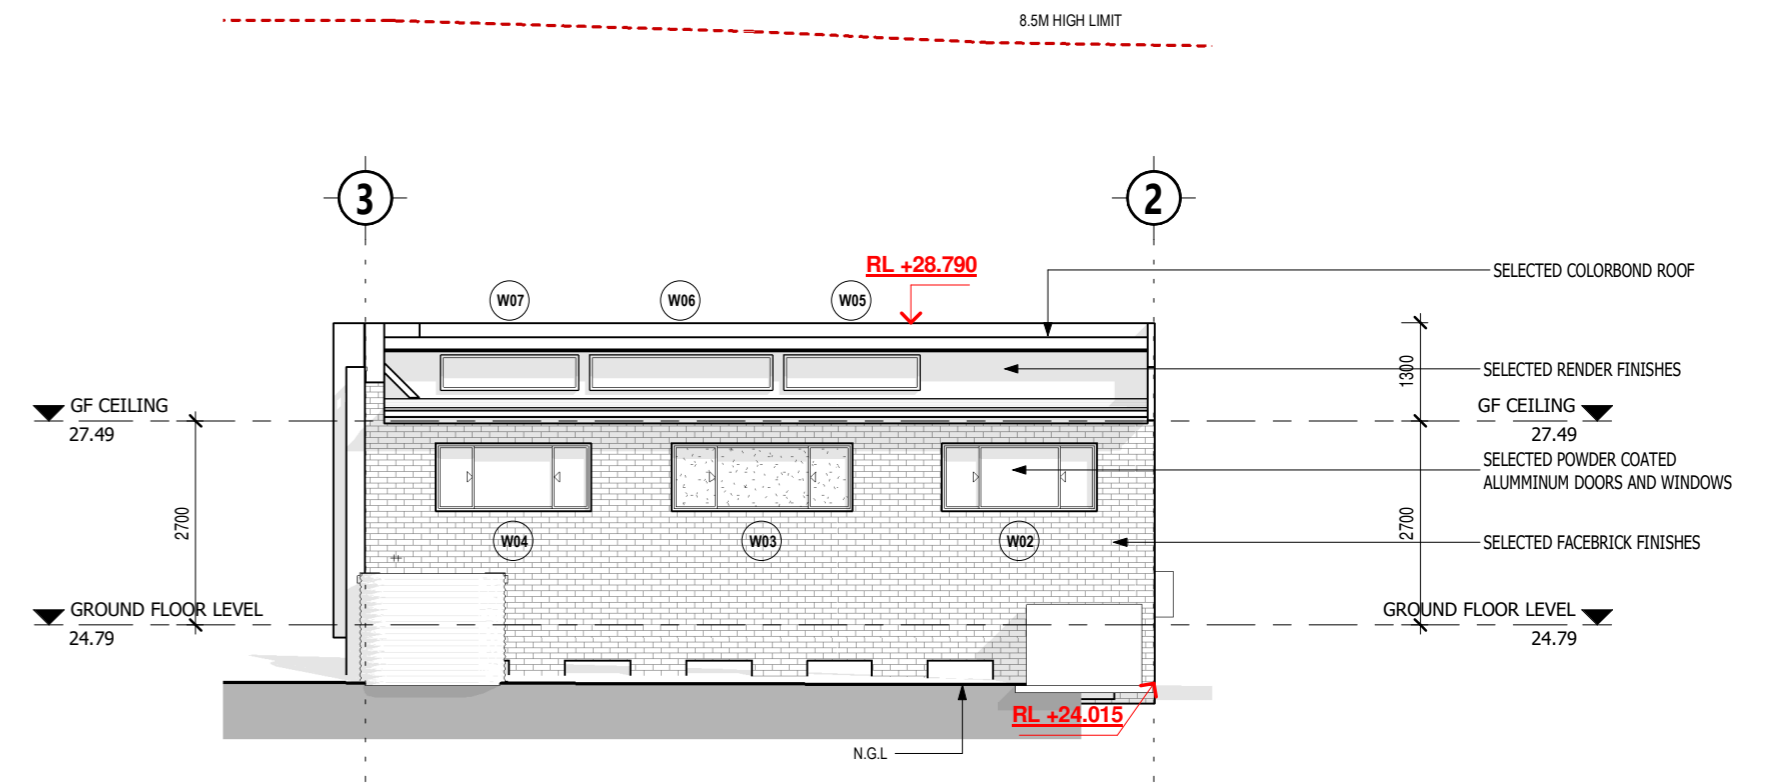 8.5M HIGH LIMIT
3
2
RL +28.790
SELECTED COLORBOND ROOF
W07
W06
W05
1300
SELECTED RENDER FINISHES
GF CEILING
27.49
GF CEILING
27.49
SELECTED POWDER COATED
ALUMMINUM DOORS AND WINDOWS
2700
2700
W04
W03
W02
SELECTED FACEBRICK FINISHES
GROUND FLOOR LEVEL
24.79
GROUND FLOOR LEVEL
24.79
RL +24.015
N.G.L